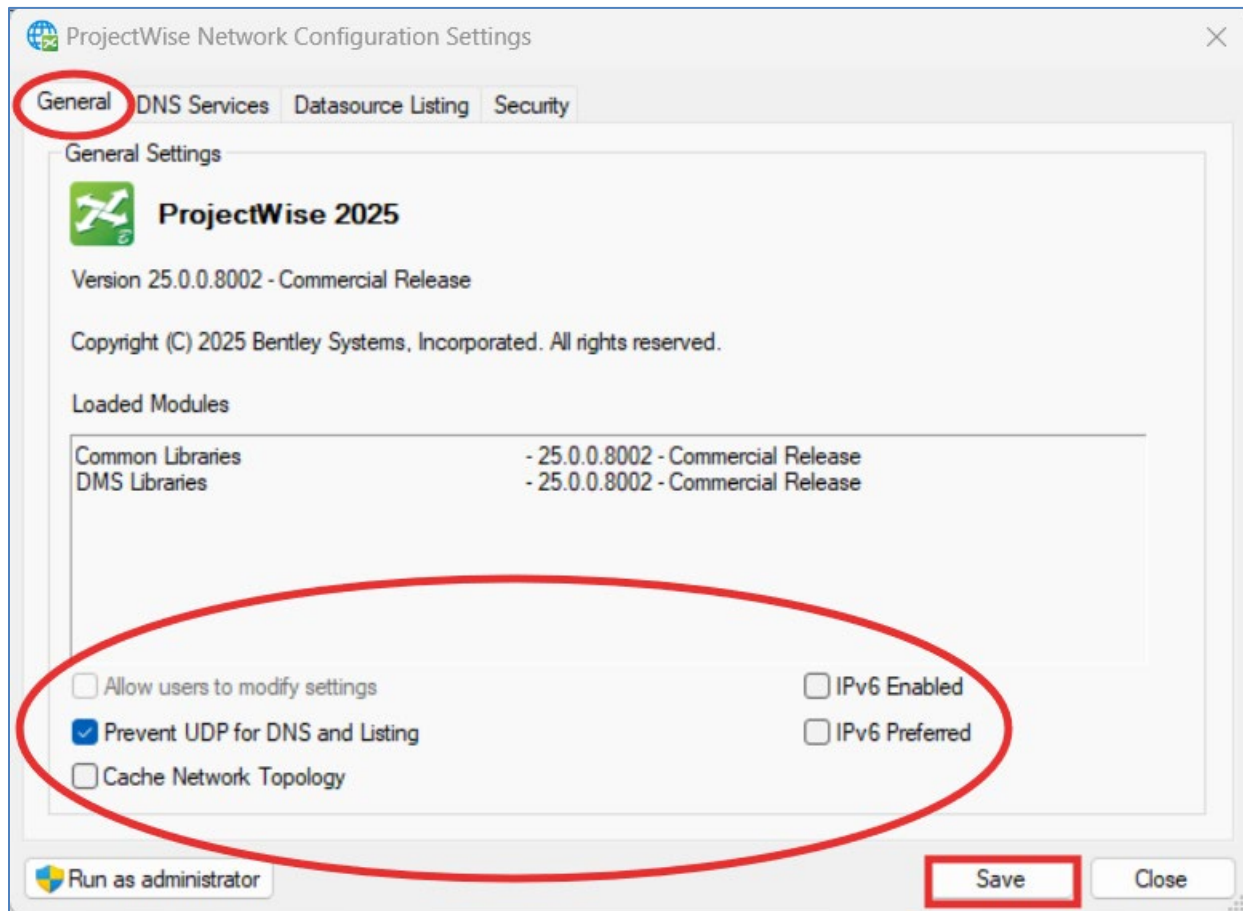 ProjectWise Network Configuration Settings
General DNS Services Datasource Listing Security
General Settings
ProjectWise 2025
Version 25.0.0.8002 - Commercial Release
Copyright (C) 2025 Bentley Systems, Incorporated. All rights reserved.
Loaded Modules
Common Libraries - 25.0.0.8002 - Commercial Release
DMS Libraries - 25.0.0.8002 - Commercial Release
Allow users to modify settings IPv6 Enabled
Prevent UDP for DNS and Listing IPv6 Preferred
Cache Network Topology
Run as administrator Save Close